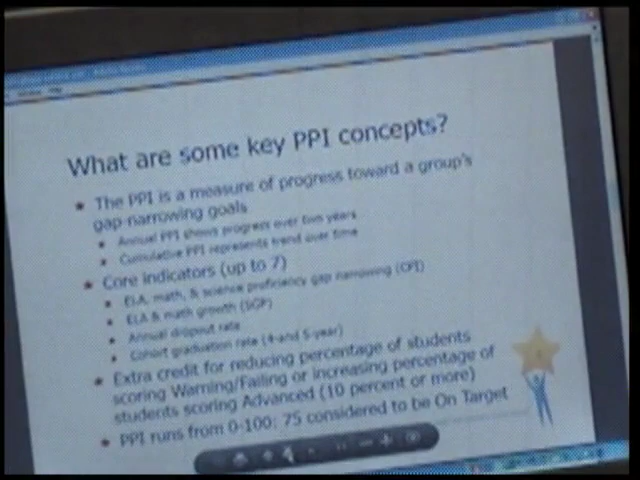 What are some key PPI concepts?
The PPI is a measure of progress toward a group's
gap-narrowing goals
Annual PPI shows progress over two years
Cumulative PPI represents trend over time
Core indicators (up to 7)
ELA, math, & science proficiency gap narrowing (CPI)
ELA & math growth (SGP)
Annual dropout rate
Cohort graduation rate (4-and 5-year)
Extra credit for reducing percentage of students
scoring Warning/Failing or increasing percentage of
students scoring Advanced (10 percent or more)
PPI runs from 0-100; 75 considered to be On Target